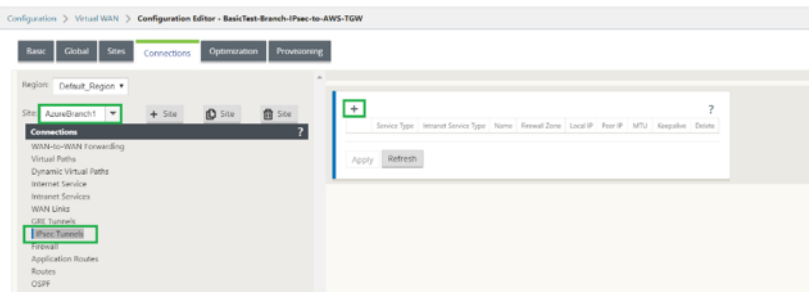 Configuration > Virtual WAN > Configuration Editor - BasicTest-Branch-IPsec-to-AWS-TGW
Basic Global Sites Connections Optimization Provisioning
Region: Default_Region
Site: AzureBranch1 + Site Site Site
Connections ?
WAN-to-WAN Forwarding
Virtual Paths
Dynamic Virtual Paths
Internet Service
Intranet Services
WAN Links
GRE Tunnels
IPsec Tunnels
Firewall
Application Routes
Routes
OSPF
+ ?
Service Type Intranet Service Type Name Firewall Zone Local IP Peer IP MTU Keepalive Delete
Apply Refresh